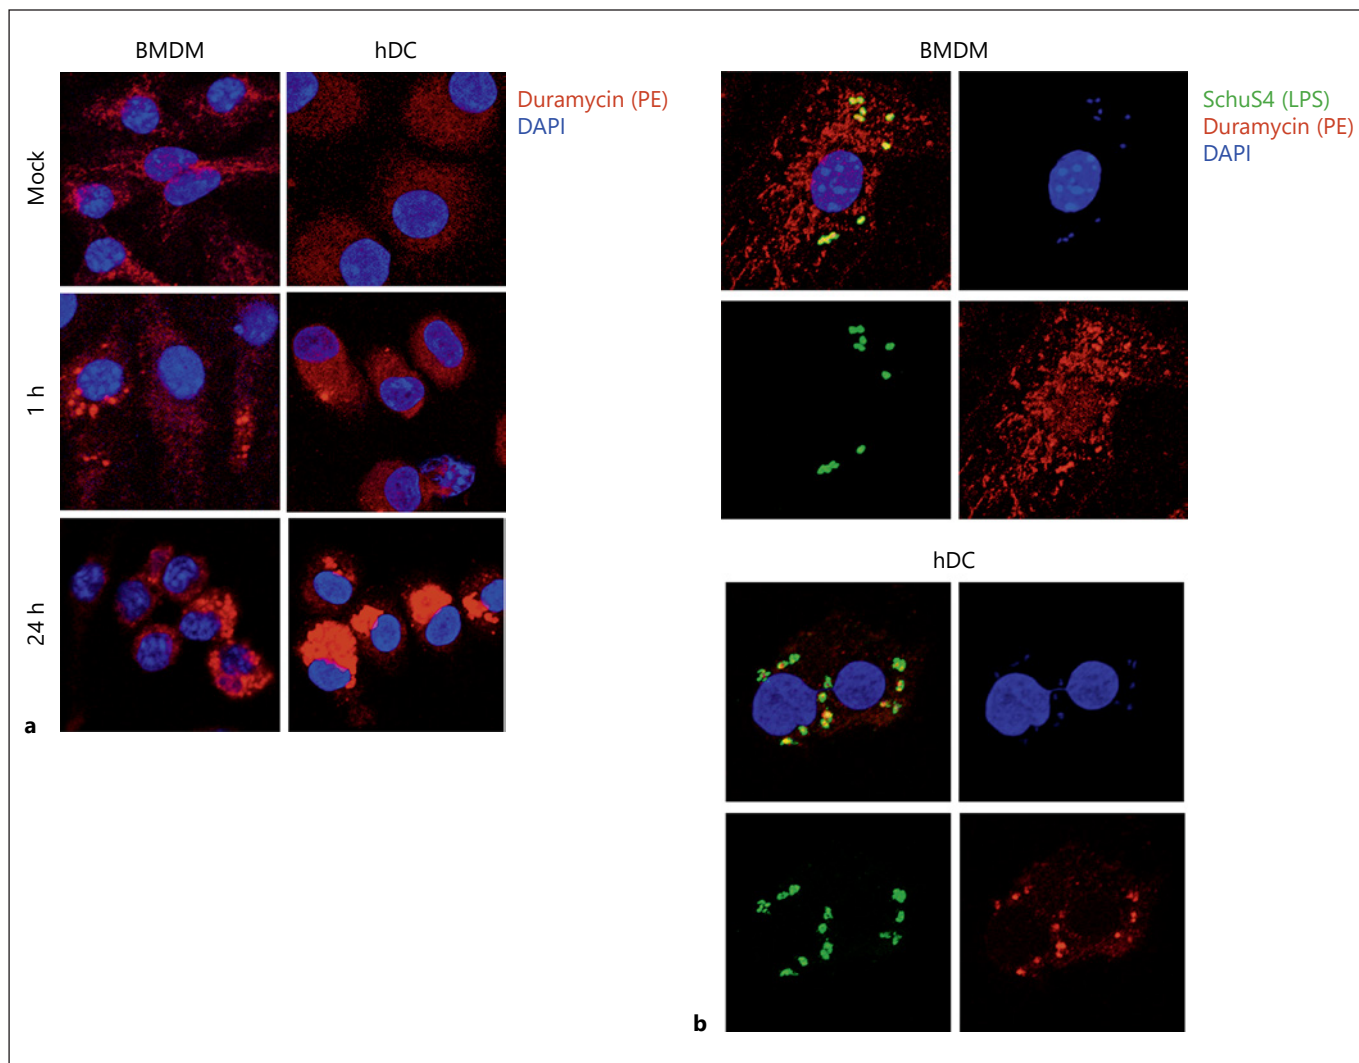 BMDM hDC
Duramycin (PE)
DAPI
Mock
1 h
24 h
a
BMDM
SchuS4 (LPS)
Duramycin (PE)
DAPI
hDC
b